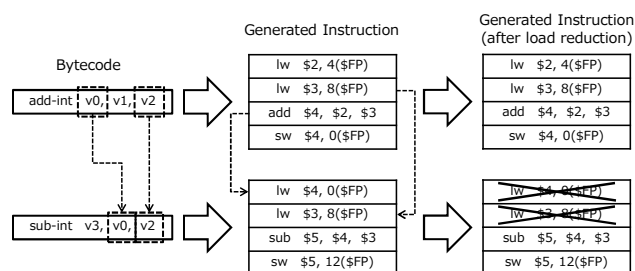 Generated Instruction
Generated Instruction
(after load reduction)
Bytecode
add-int v0, v1, v2
lw $2, 4($FP)
lw $3, 8($FP)
add $4, $2, $3
sw $4, 0($FP)
lw $2, 4($FP)
lw $3, 8($FP)
add $4, $2, $3
sw $4, 0($FP)
sub-int v3, v0, v2
lw $4, 0($FP)
lw $3, 8($FP)
sub $5, $4, $3
sw $5, 12($FP)
lw $4, 0($FP)
lw $3, 8($FP)
sub $5, $4, $3
sw $5, 12($FP)